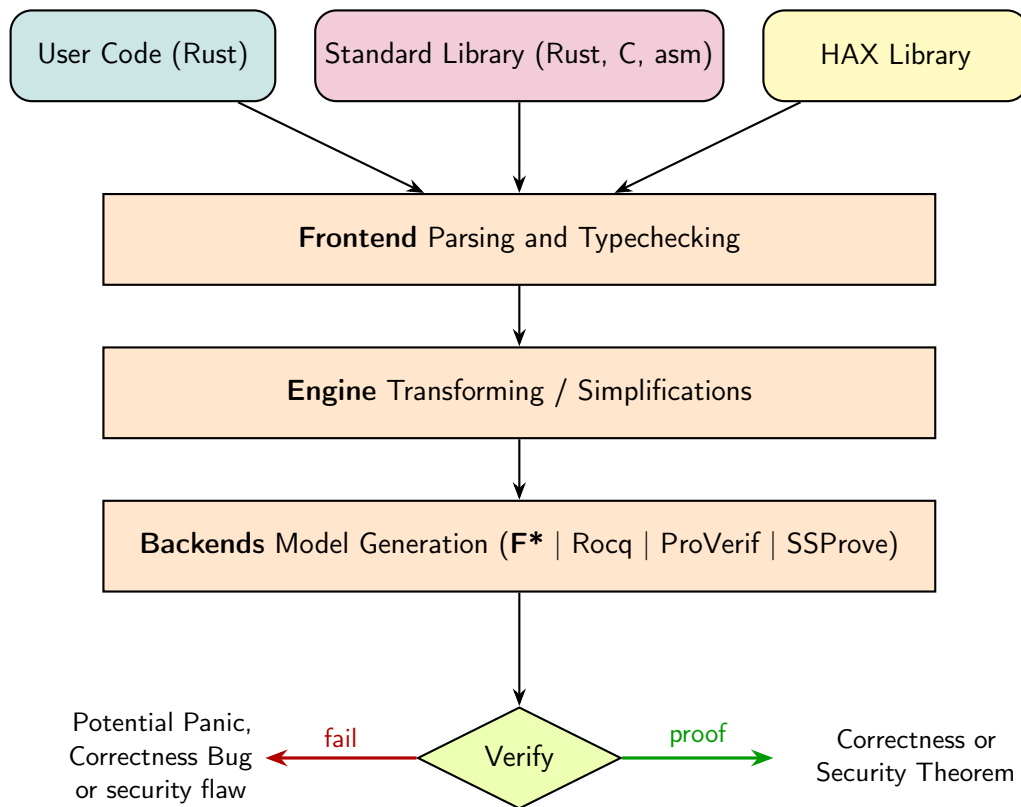 User Code (Rust)
Standard Library (Rust, C, asm)
HAX Library
Frontend Parsing and Typechecking
Engine Transforming / Simplifications
Backends Model Generation (F* | Rocq | ProVerif | SSProve)
Potential Panic,
Correctness Bug
or security flaw
fail
Verify
proof
Correctness or
Security Theorem